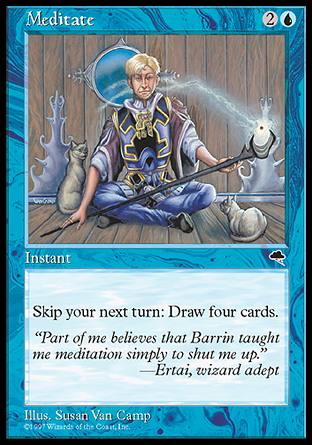 Meditate 2
Instant
Skip your next turn: Draw four cards.
“Part of me believes that Barrin taught
me meditation simply to shut me up.”
—Ertai, wizard adept
Illus. Susan Van Camp
©1997 Wizards of the Coast, Inc.